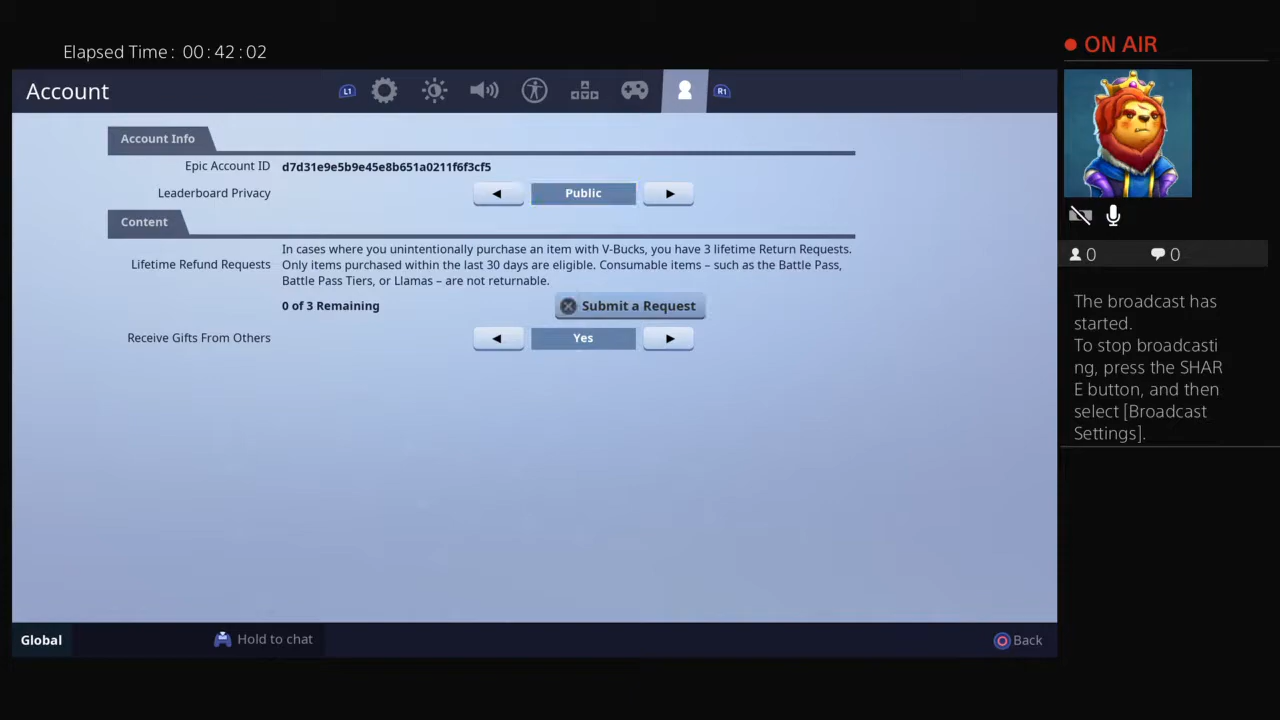 Elapsed Time: 00:42:02
ON AIR
Account
L1
R1
Account Info
Epic Account ID d7d31e9e5b9e45e8b651a0211f6f3cf5
Leaderboard Privacy
Public
Content
Lifetime Refund Requests
In cases where you unintentionally purchase an item with V-Bucks, you have 3 lifetime Return Requests.
Only items purchased within the last 30 days are eligible. Consumable items – such as the Battle Pass,
Battle Pass Tiers, or Llamas – are not returnable.
0 of 3 Remaining
Submit a Request
Receive Gifts From Others
Yes
Global
Hold to chat
Back
0
0
The broadcast has
started.
To stop broadcasti
ng, press the SHAR
E button, and then
select [Broadcast
Settings].